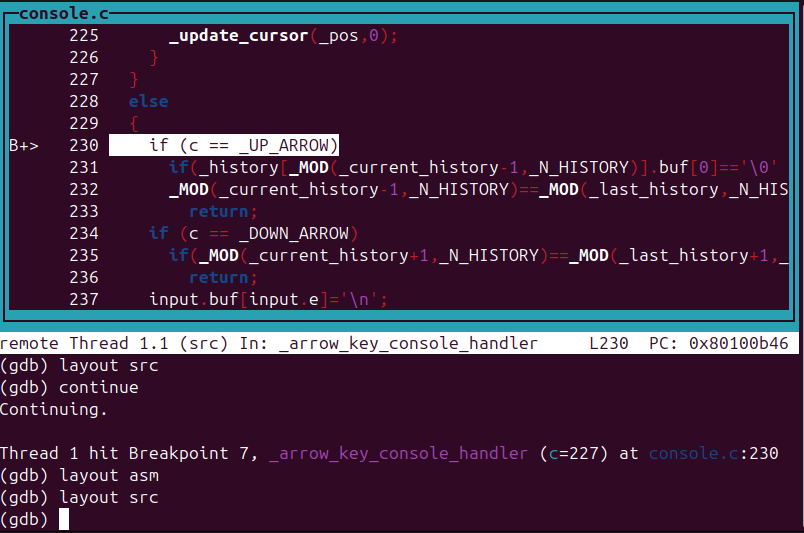 console.c
225 _update_cursor(_pos,0);
226 }
227 }
228 else
229 {
B+> 230 if (c == _UP_ARROW)
231 if(_history[_MOD(_current_history-1,_N_HISTORY)].buf[0]=='\0'
232 _MOD(_current_history-1,_N_HISTORY)==_MOD(_last_history,_N_HIS
233 return;
234 if (c == _DOWN_ARROW)
235 if(_MOD(_current_history+1,_N_HISTORY)==_MOD(_last_history+1,_
236 return;
237 input.buf[input.e]='\n';
remote Thread 1.1 (src) In: _arrow_key_console_handler L230 PC: 0x80100b46
(gdb) layout src
(gdb) continue
Continuing.
Thread 1 hit Breakpoint 7, _arrow_key_console_handler (c=227) at console.c:230
(gdb) layout asm
(gdb) layout src
(gdb)